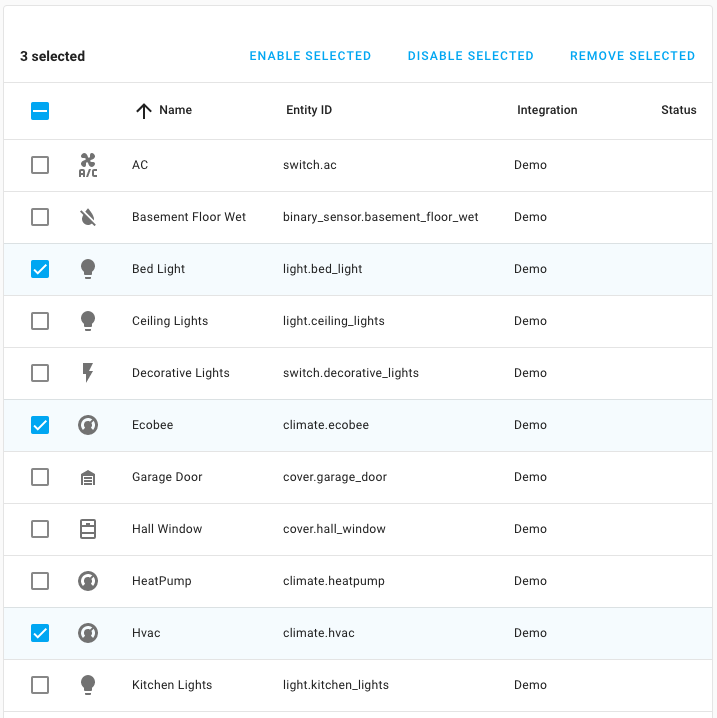 3 selected ENABLE SELECTED DISABLE SELECTED REMOVE SELECTED
Name Entity ID Integration Status
A/C AC switch.ac Demo
Basement Floor Wet binary_sensor.basement_floor_wet Demo
Bed Light light.bed_light Demo
Ceiling Lights light.ceiling_lights Demo
Decorative Lights switch.decorative_lights Demo
Ecobee climate.ecobee Demo
Garage Door cover.garage_door Demo
Hall Window cover.hall_window Demo
HeatPump climate.heatpump Demo
Hvac climate.hvac Demo
Kitchen Lights light.kitchen_lights Demo